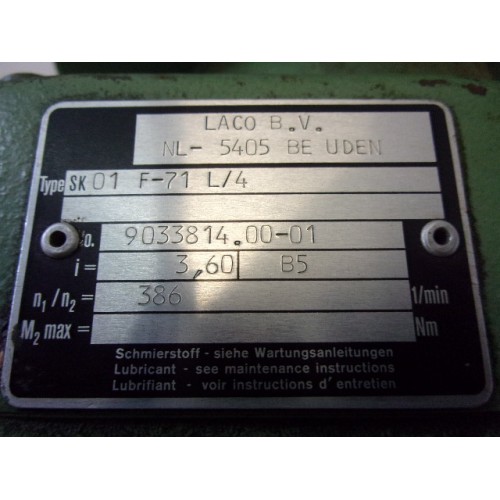 LACO B.V.
NL- 5405 BE UDEN
Type SK 01 F-71 L/4
No. 9033814.00-01
i = 3,60 B5
n₁/n₂ = 386 1/min
M₂ max = Nm
Schmierstoff - siehe Wartungsanleitungen
Lubricant - see maintenance instructions
Lubrifiant - voir instructions d'entretien